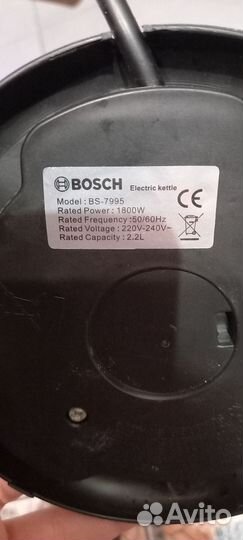 BOSCH Electric kettle
Model : BS-7995
Rated Power : 1800W
Rated Frequency :50/60Hz
Rated Voltage : 220V-240V~
Rated Capacity : 2.2L
CE
Avito